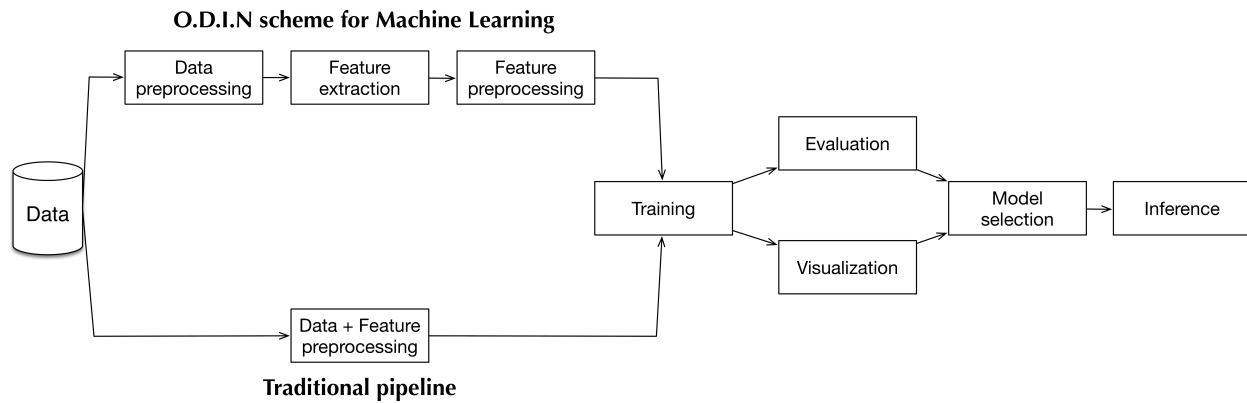 O.D.I.N scheme for Machine Learning
Data
preprocessing
Feature
extraction
Feature
preprocessing
Evaluation
Data
Training
Model
selection
Inference
Visualization
Data + Feature
preprocessing
Traditional pipeline